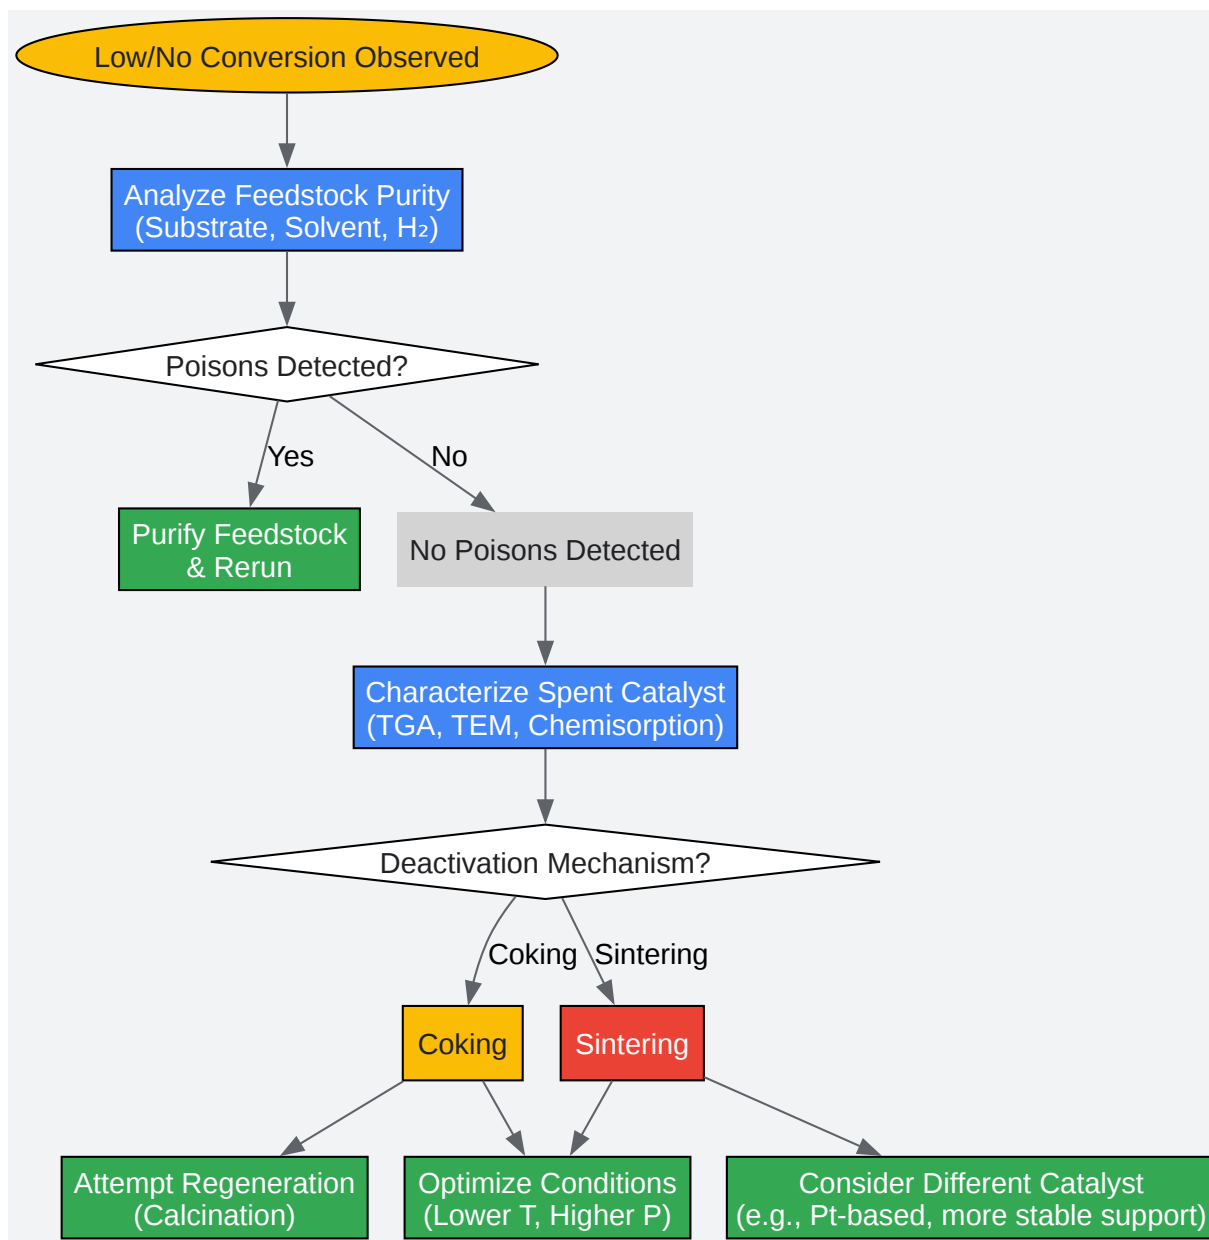 Low/No Conversion Observed
Analyze Feedstock Purity
(Substrate, Solvent, H₂)
Poisons Detected?
Yes
No
Purify Feedstock
& Rerun
No Poisons Detected
Characterize Spent Catalyst
(TGA, TEM, Chemisorption)
Deactivation Mechanism?
Coking
Sintering
Coking
Sintering
Attempt Regeneration
(Calcination)
Optimize Conditions
(Lower T, Higher P)
Consider Different Catalyst
(e.g., Pt-based, more stable support)